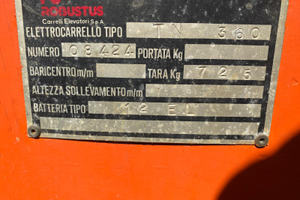 ROBUSTUS
Carrelli Elevatori S.p.A.
ELETTROCARRELLO TIPO TN 360
NUMERO 08424 PORTATA Kg
BARICENTRO m/m TARA Kg 725
ALTEZZA SOLLEVAMENTO m/m
BATTERIA TIPO 12 EL